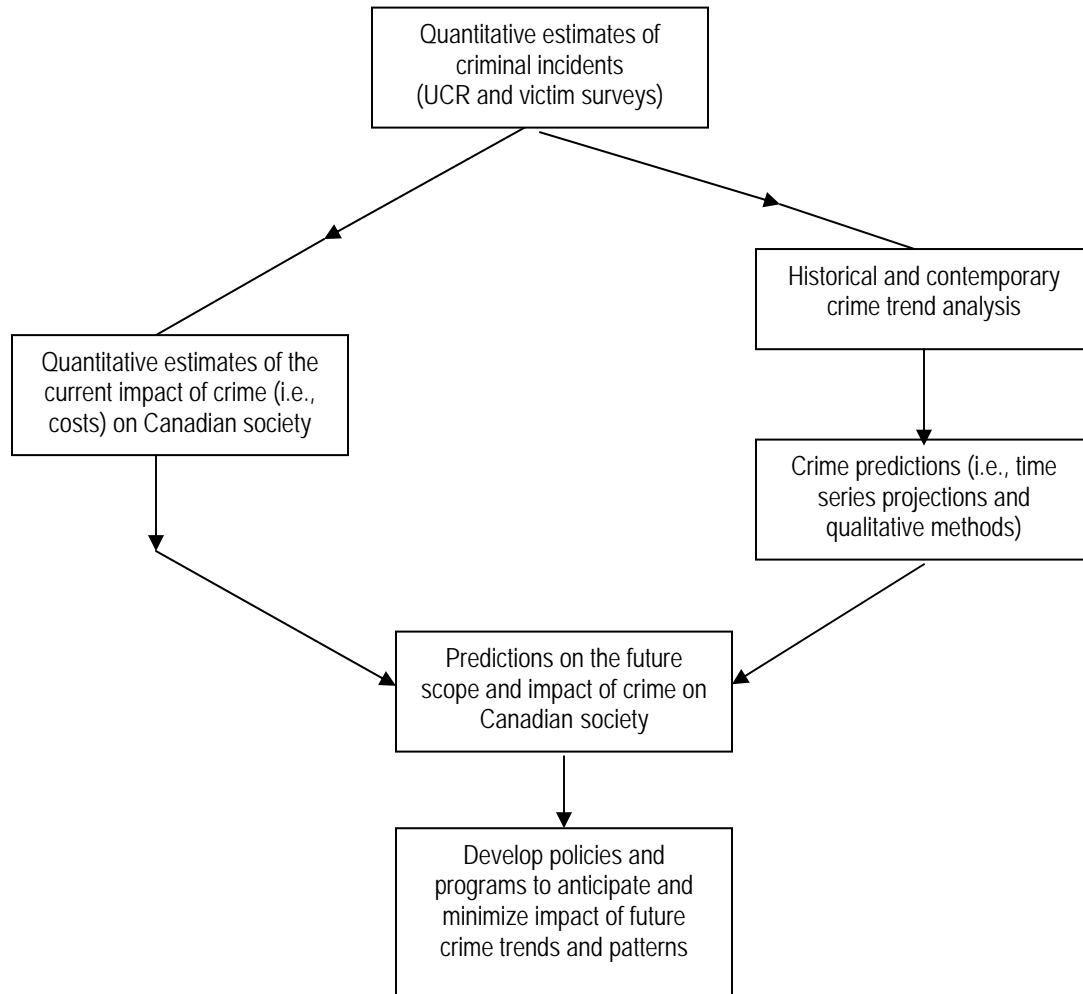 Quantitative estimates of
criminal incidents
(UCR and victim surveys)
Historical and contemporary
crime trend analysis
Quantitative estimates of the
current impact of crime (i.e.,
costs) on Canadian society
Crime predictions (i.e., time
series projections and
qualitative methods)
Predictions on the future
scope and impact of crime on
Canadian society
Develop policies and
programs to anticipate and
minimize impact of future
crime trends and patterns